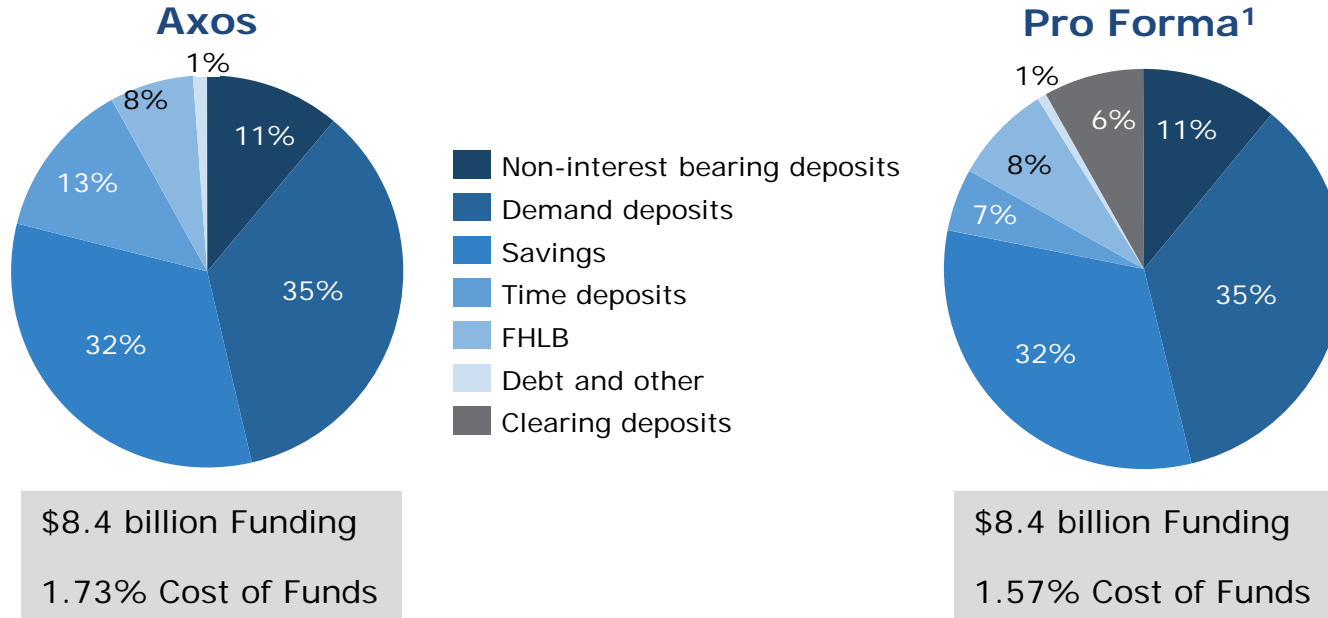 Axos
1%
8%
11%
13%
35%
32%
Non-interest bearing deposits
Demand deposits
Savings
Time deposits
FHLB
Debt and other
Clearing deposits
$8.4 billion Funding
1.73% Cost of Funds
Pro Forma¹
1%
6%
11%
8%
7%
35%
32%
$8.4 billion Funding
1.57% Cost of Funds